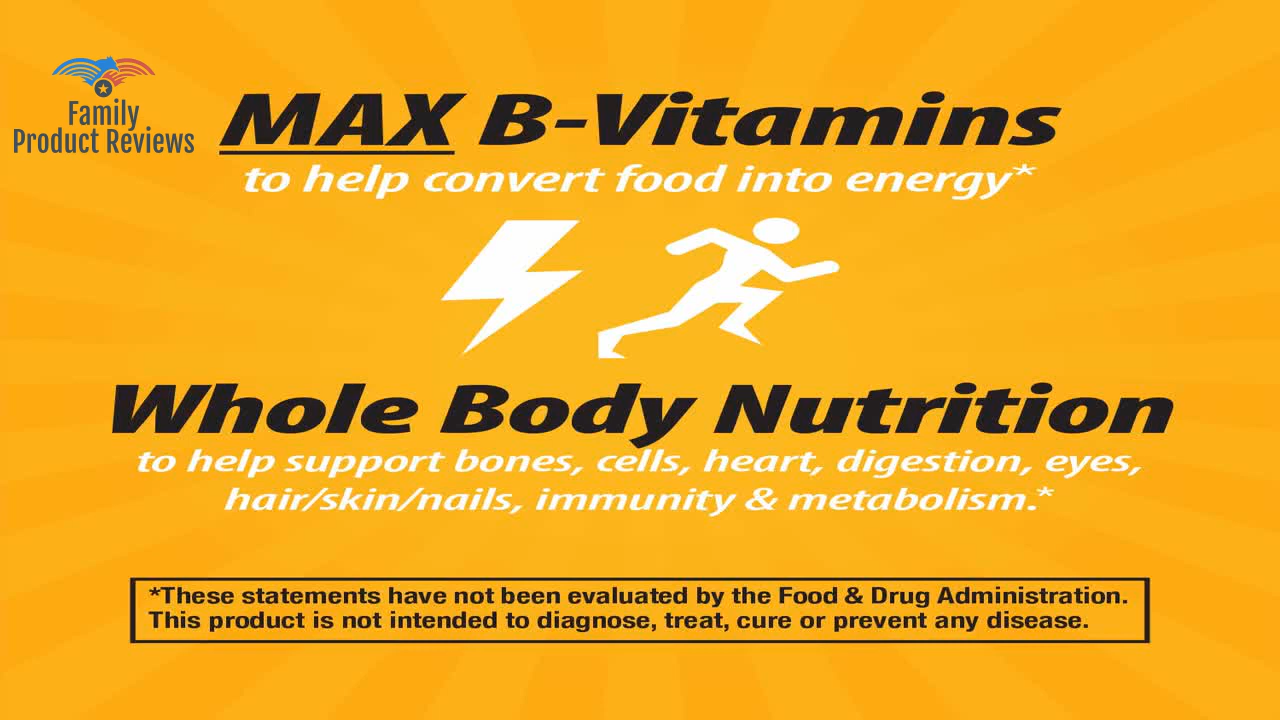 Family
Product Reviews
MAX B-Vitamins
to help convert food into energy*
Whole Body Nutrition
to help support bones, cells, heart, digestion, eyes,
hair/skin/nails, immunity & metabolism.*
*These statements have not been evaluated by the Food & Drug Administration.
This product is not intended to diagnose, treat, cure or prevent any disease.